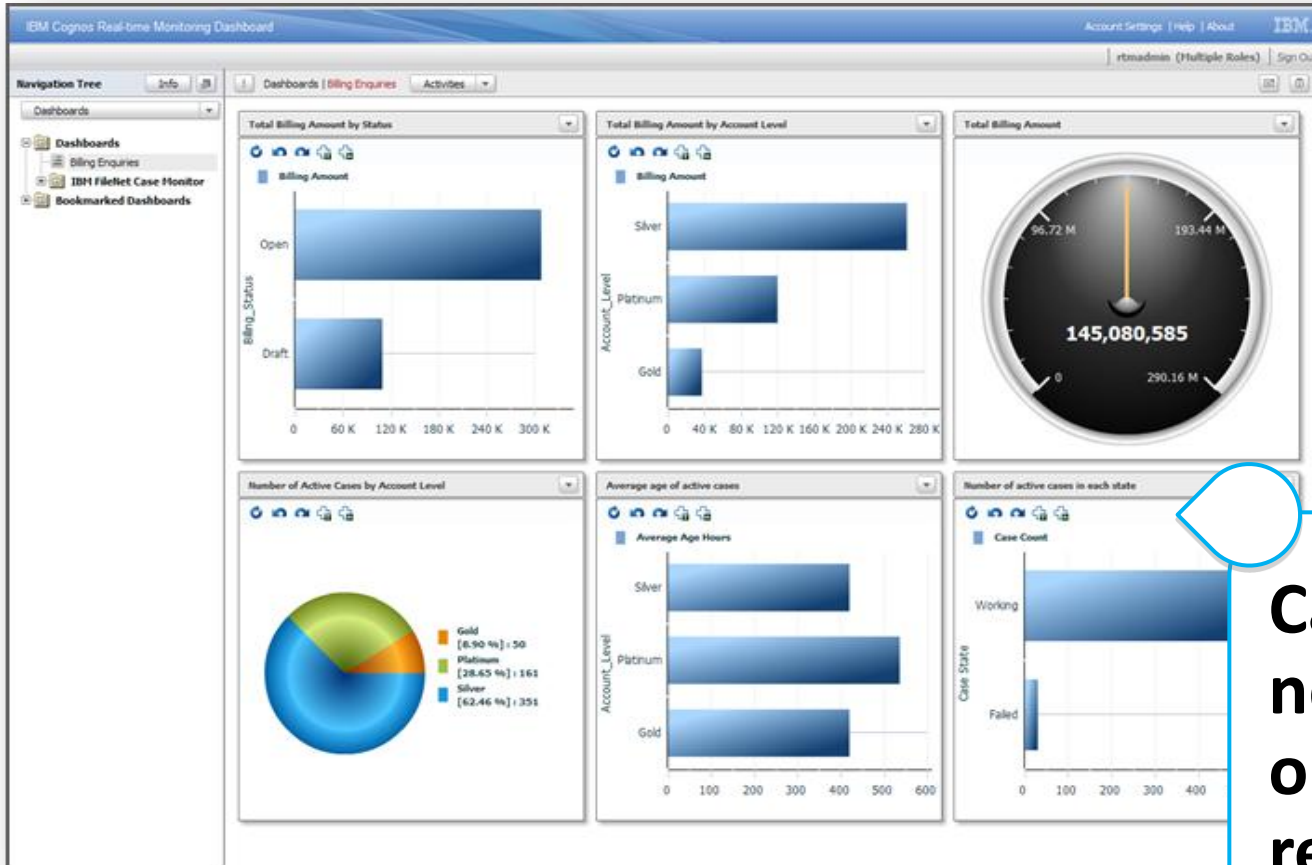 IBM Cognos Real-time Monitoring Dashboard
Account Settings | Help | About
IBM.
rtmadmin (Multiple Roles) | Sign Ou
Navigation Tree
Info
Dashboards | Billing Enquiries
Activities
Dashboards
Dashboards
Billing Enquiries
IBM FileNet Case Monitor
Bookmarked Dashboards
Total Billing Amount by Status
Billing Amount
Billing_Status
Open
Draft
0 60 K 120 K 180 K 240 K 300 K
Total Billing Amount by Account Level
Billing Amount
Account_Level
Silver
Platinum
Gold
0 40 K 80 K 120 K 160 K 200 K 240 K 280 K
Total Billing Amount
96.72 M
193.44 M
145,080,585
0
290.16 M
Number of Active Cases by Account Level
Gold
[8.90 %] : 50
Platinum
[28.65 %] : 161
Silver
[62.46 %] : 351
Average age of active cases
Average Age Hours
Account_Level
Silver
Platinum
Gold
0 100 200 300 400 500 600
Number of active cases in each state
Case Count
Case State
Working
Failed
0 100 200 300 400